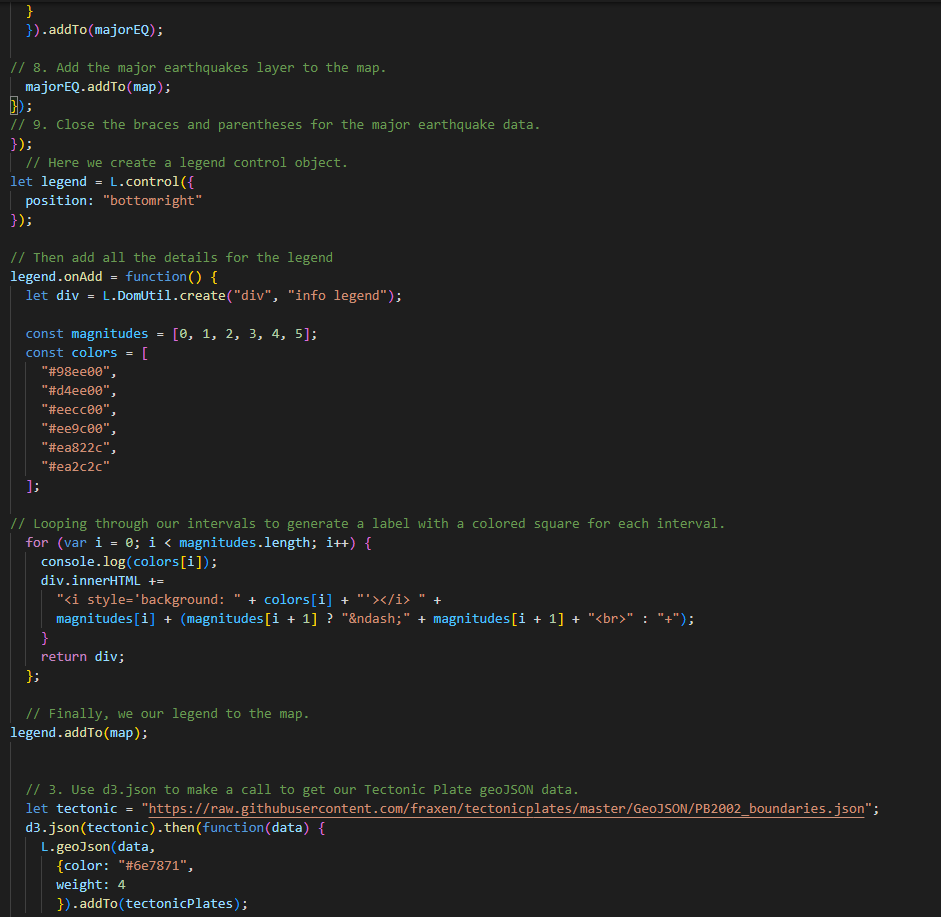 }
}).addTo(majorEQ);
// 8. Add the major earthquakes layer to the map.
majorEQ.addTo(map);
});
// 9. Close the braces and parentheses for the major earthquake data.
});
// Here we create a legend control object.
let legend = L.control({
position: "bottomright"
});
// Then add all the details for the legend
legend.onAdd = function() {
let div = L.DomUtil.create("div", "info legend");
const magnitudes = [0, 1, 2, 3, 4, 5];
const colors = [
"#98ee00",
"#d4ee00",
"#eecc00",
"#ee9c00",
"#ea822c",
"#ea2c2c"
];
// Looping through our intervals to generate a label with a colored square for each interval.
for (var i = 0; i < magnitudes.length; i++) {
console.log(colors[i]);
div.innerHTML +=
"<i style='background: " + colors[i] + "'></i> " +
magnitudes[i] + (magnitudes[i + 1] ? "&ndash;" + magnitudes[i + 1] + "<br>" : "+");
}
return div;
};
// Finally, we our legend to the map.
legend.addTo(map);
// 3. Use d3.json to make a call to get our Tectonic Plate geoJSON data.
let tectonic = "https://raw.githubusercontent.com/fraxen/tectonicplates/master/GeoJSON/PB2002_boundaries.json";
d3.json(tectonic).then(function(data) {
L.geoJson(data,
{color: "#6e7871",
weight: 4
}).addTo(tectonicPlates);